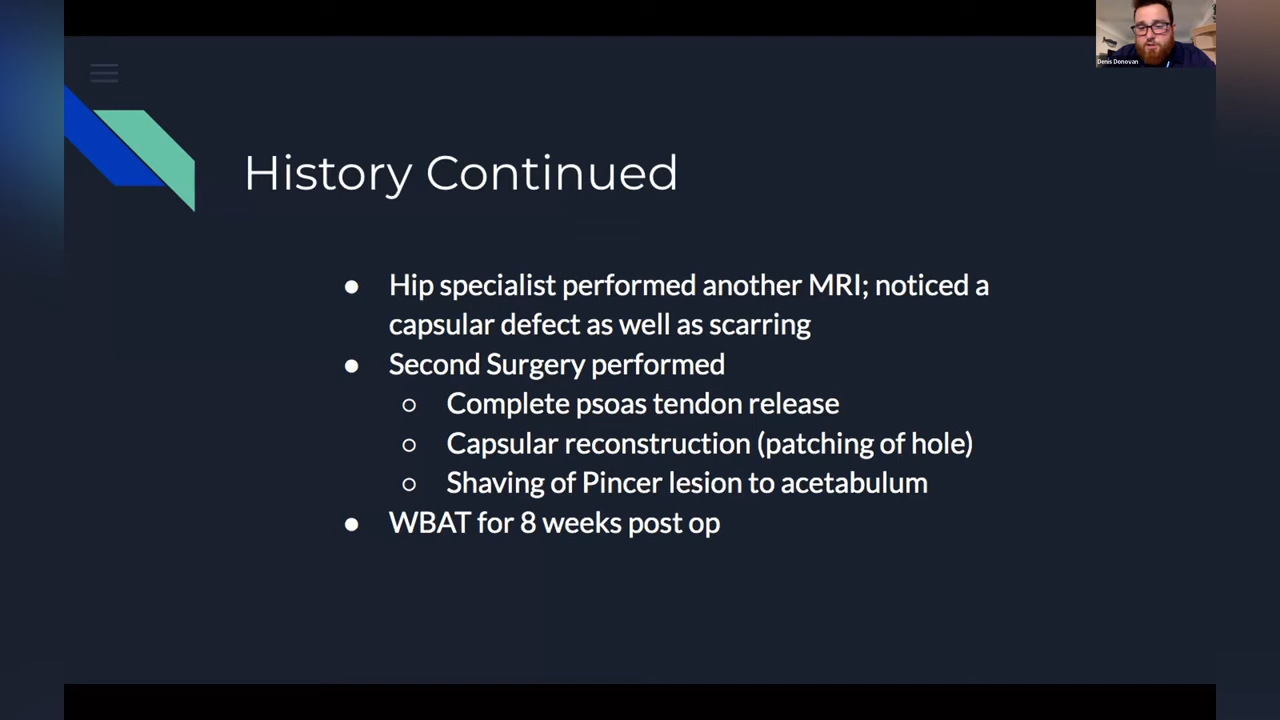 Denis Donovan
History Continued
● Hip specialist performed another MRI; noticed a
capsular defect as well as scarring
● Second Surgery performed
○ Complete psoas tendon release
○ Capsular reconstruction (patching of hole)
○ Shaving of Pincer lesion to acetabulum
● WBAT for 8 weeks post op